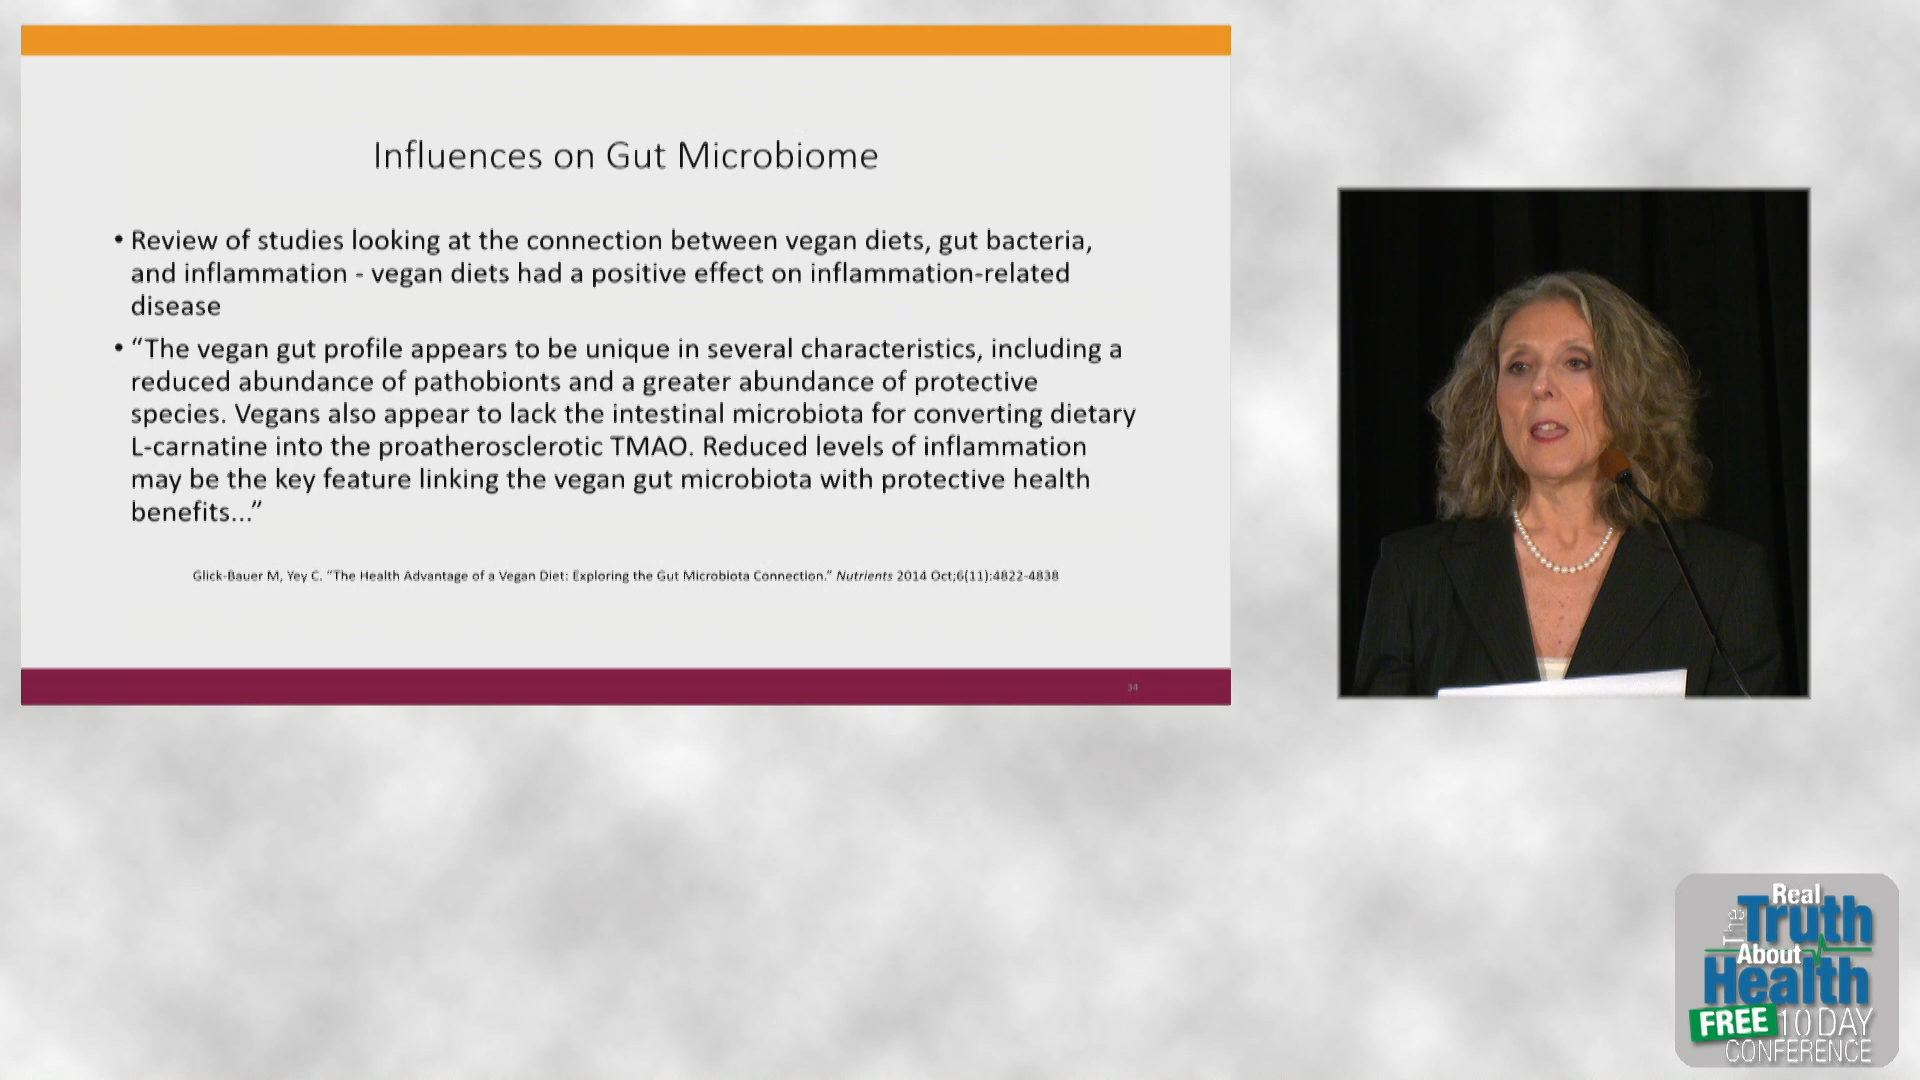 Influences on Gut Microbiome
• Review of studies looking at the connection between vegan diets, gut bacteria,
and inflammation - vegan diets had a positive effect on inflammation-related
disease
• “The vegan gut profile appears to be unique in several characteristics, including a
reduced abundance of pathobionts and a greater abundance of protective
species. Vegans also appear to lack the intestinal microbiota for converting dietary
L-carnatine into the proatherosclerotic TMAO. Reduced levels of inflammation
may be the key feature linking the vegan gut microbiota with protective health
benefits...”
Glick-Bauer M, Yey C. “The Health Advantage of a Vegan Diet: Exploring the Gut Microbiota Connection.” Nutrients 2014 Oct;6(11):4822-4838
34
The Real
Truth
About
Health
FREE 10 DAY
CONFERENCE